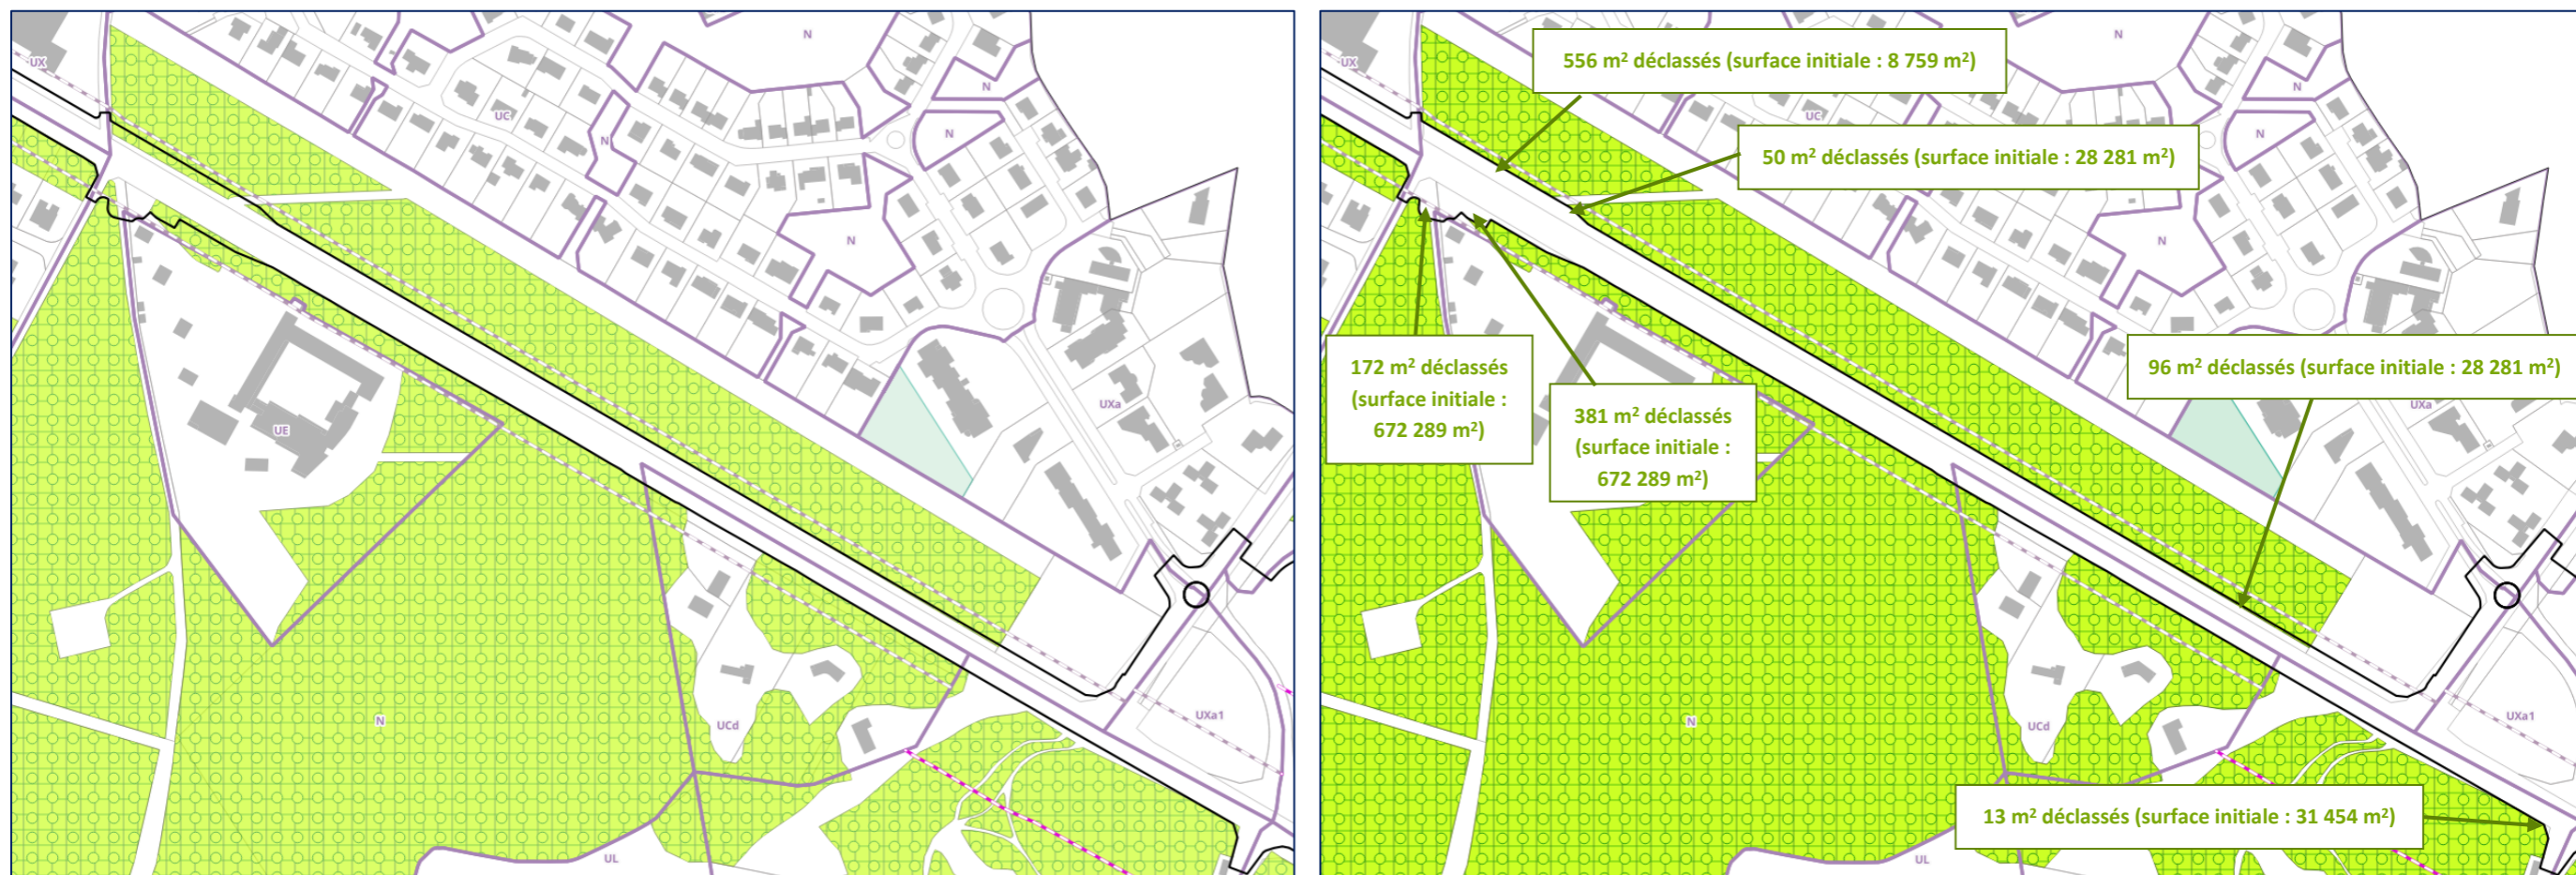 N
UX
UC
N
N
N
N
UXa
UE
N
UCd
UXa1
UL
556 m² déclassés (surface initiale : 8 759 m²)
N
UX
N
UC
50 m² déclassés (surface initiale : 28 281 m²)
N
N
172 m² déclassés
(surface initiale :
672 289 m²)
381 m² déclassés
(surface initiale :
672 289 m²)
96 m² déclassés (surface initiale : 28 281 m²)
UXa
N
UCd
UXa1
13 m² déclassés (surface initiale : 31 454 m²)
UL